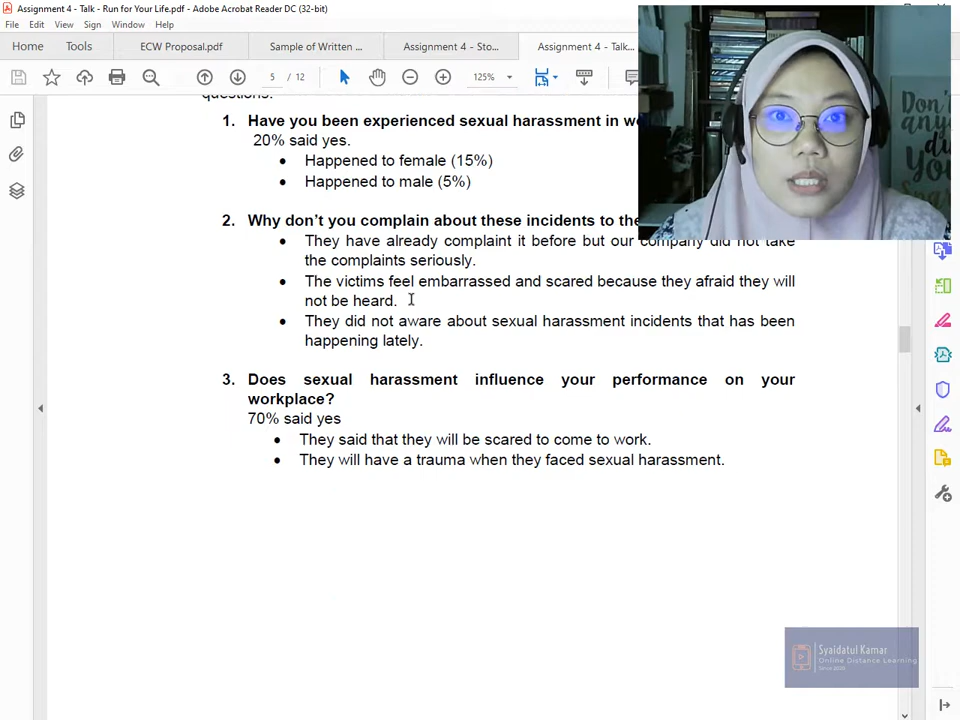 Assignment 4 - Talk - Run for Your Life.pdf - Adobe Acrobat Reader DC (32-bit)
File Edit View Sign Window Help
Home Tools ECW Proposal.pdf Sample of Written ... Assignment 4 - Sto... Assignment 4 - Talk...
5 / 12 125%
questions:
1. Have you been experienced sexual harassment in
20% said yes.
• Happened to female (15%)
• Happened to male (5%)
2. Why don't you complain about these incidents to the
• They have already complaint it before but our company did not take
the complaints seriously.
• The victims feel embarrassed and scared because they afraid they will
not be heard.
• They did not aware about sexual harassment incidents that has been
happening lately.
3. Does sexual harassment influence your performance on your
workplace?
70% said yes
• They said that they will be scared to come to work.
• They will have a trauma when they faced sexual harassment.
Don't
You
Syaidatul Kamar
Online Distance Learning